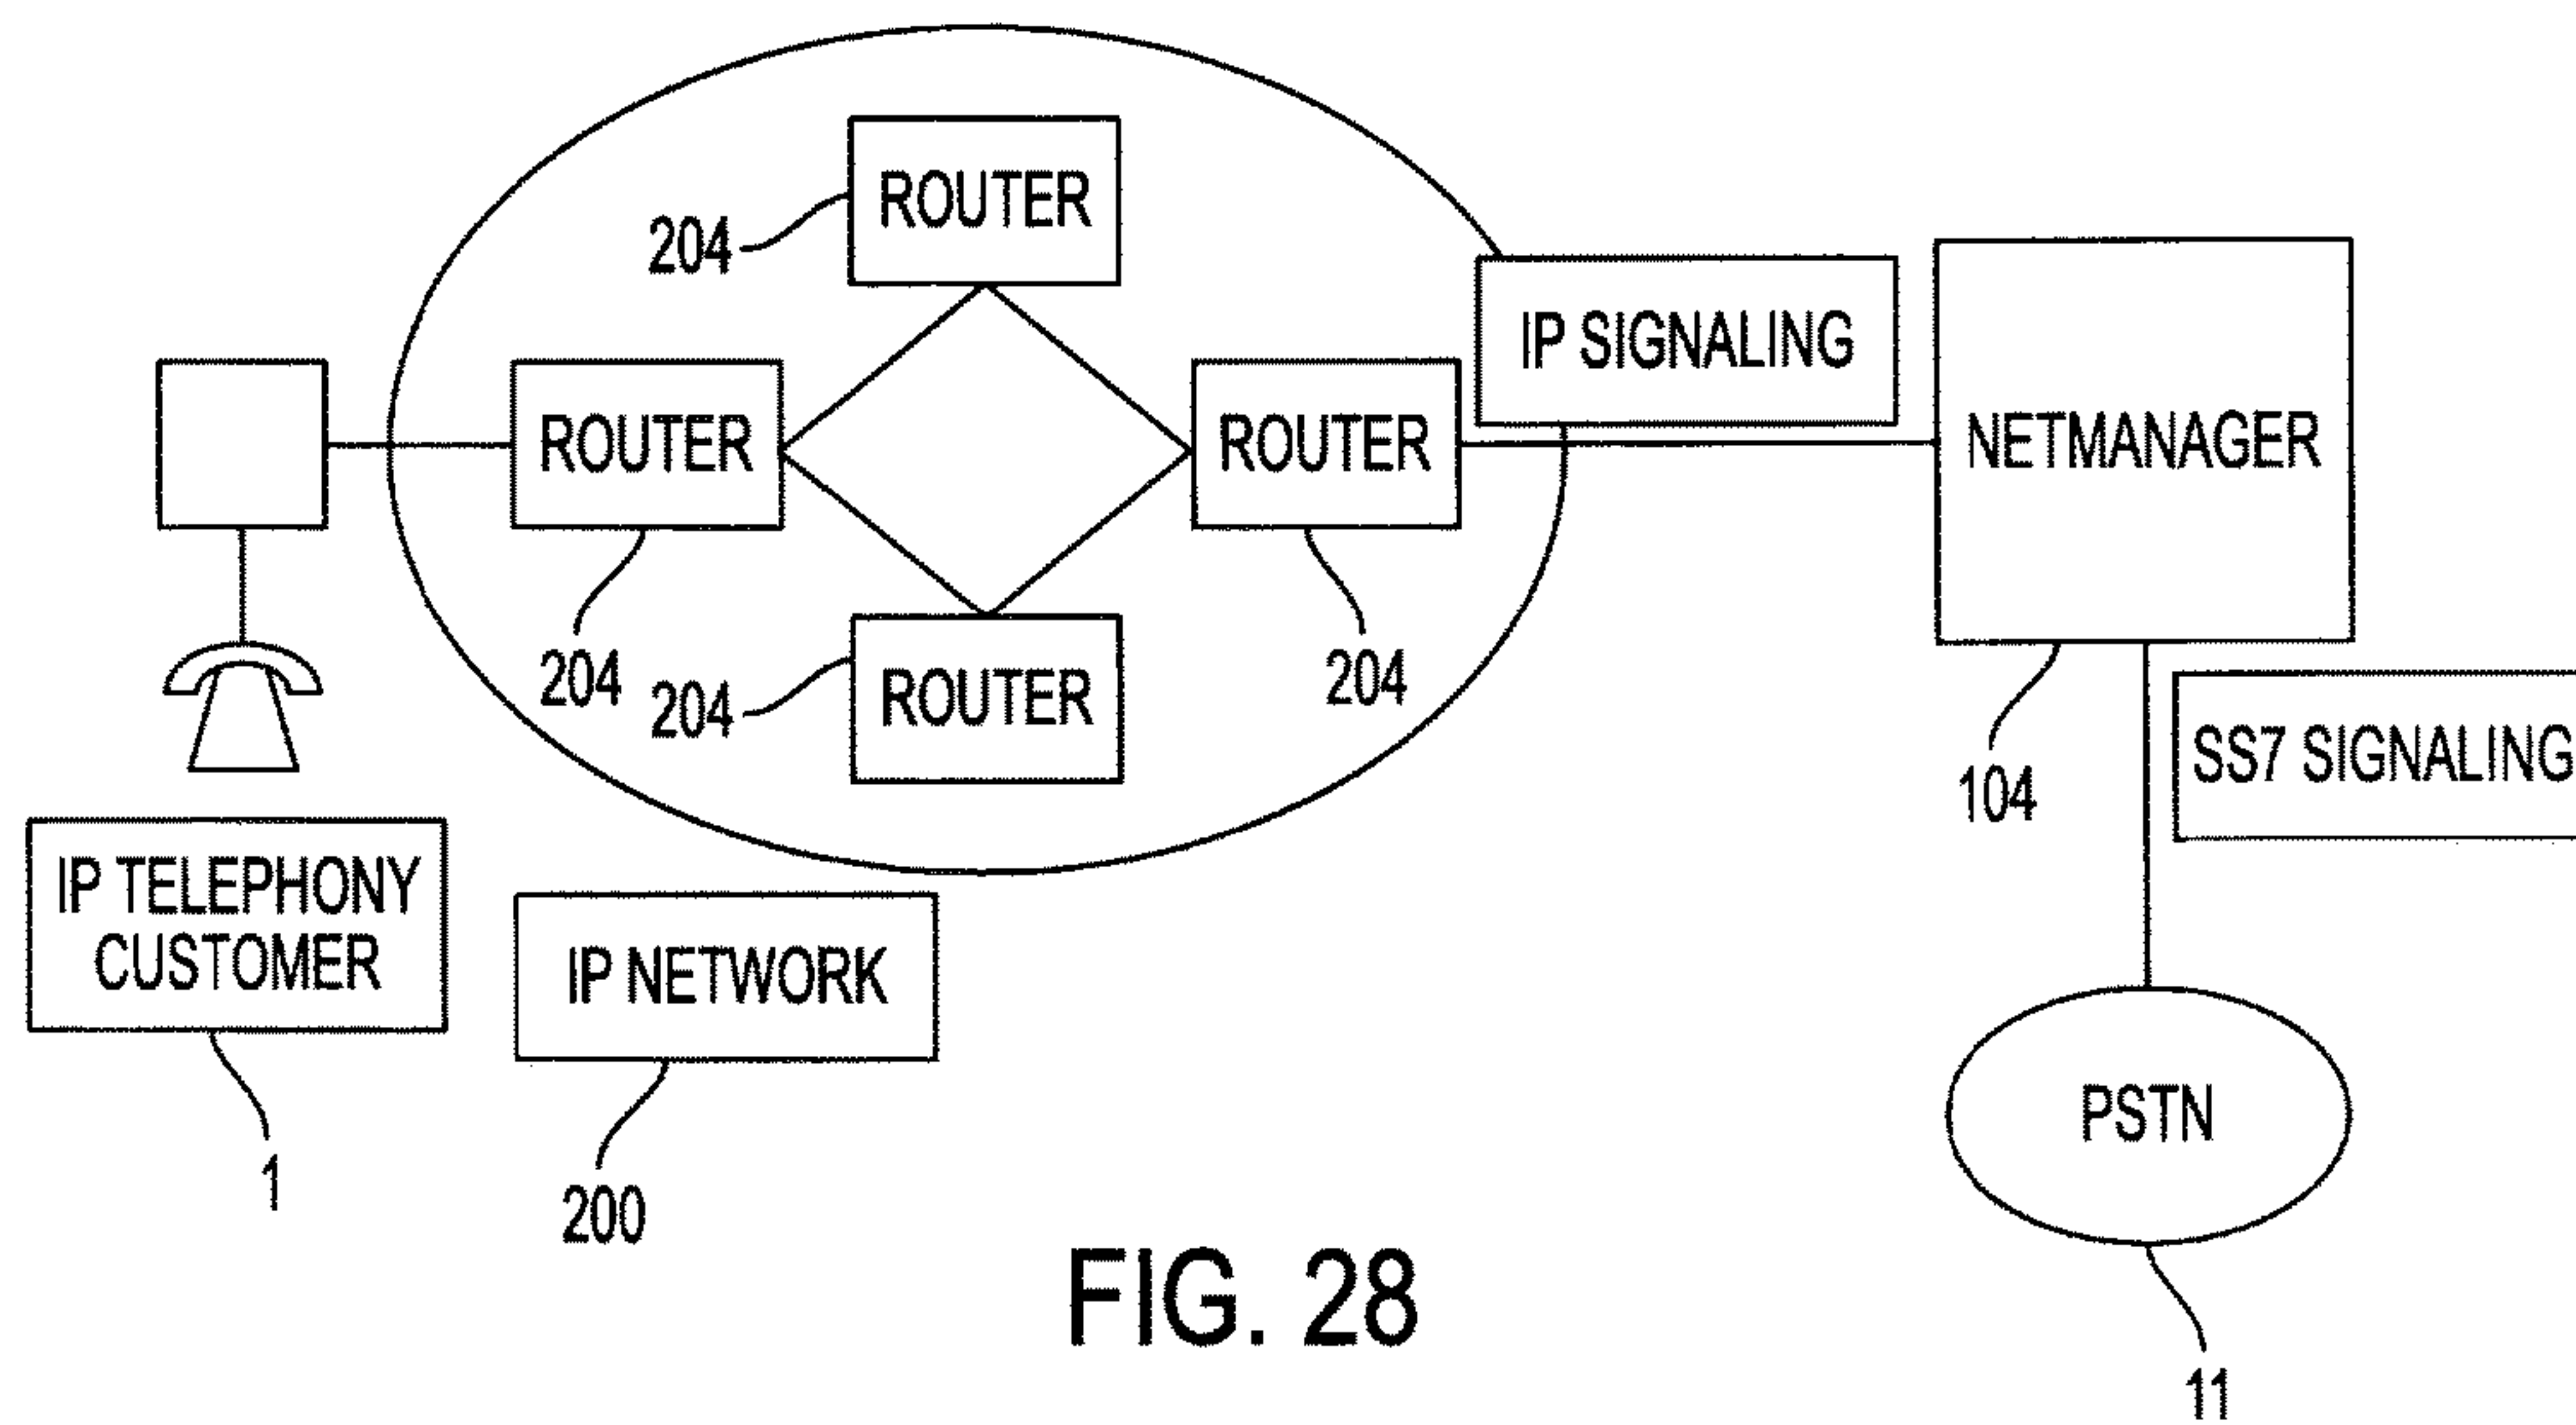 ROUTER
204
IP SIGNALING
ROUTER
ROUTER
NETMANAGER
204
204
ROUTER
204
104
SS7 SIGNALING
IP TELEPHONY
CUSTOMER
IP NETWORK
PSTN
1
200
FIG. 28
11